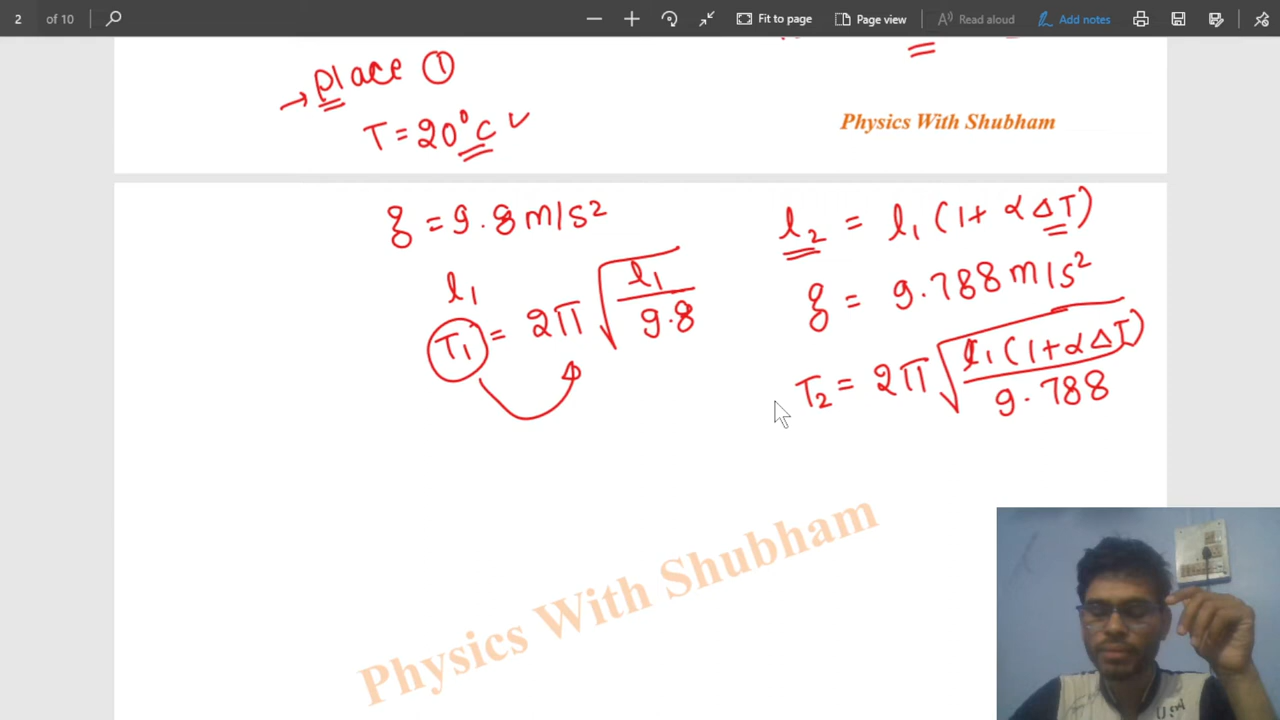 2 of 10 Fit to page Page view Read aloud Add notes
→ Place ①
T = 20°C ✓
Physics With Shubham
g = 9.8 m/s²
l₁
T₁ = 2π √(l₁/9.8)
l₂ = l₁ (1 + α Δ T)
g = 9.788 m/s²
T₂ = 2π √(l₁ (1 + α Δ T)/9.788)
Physics With Shubham